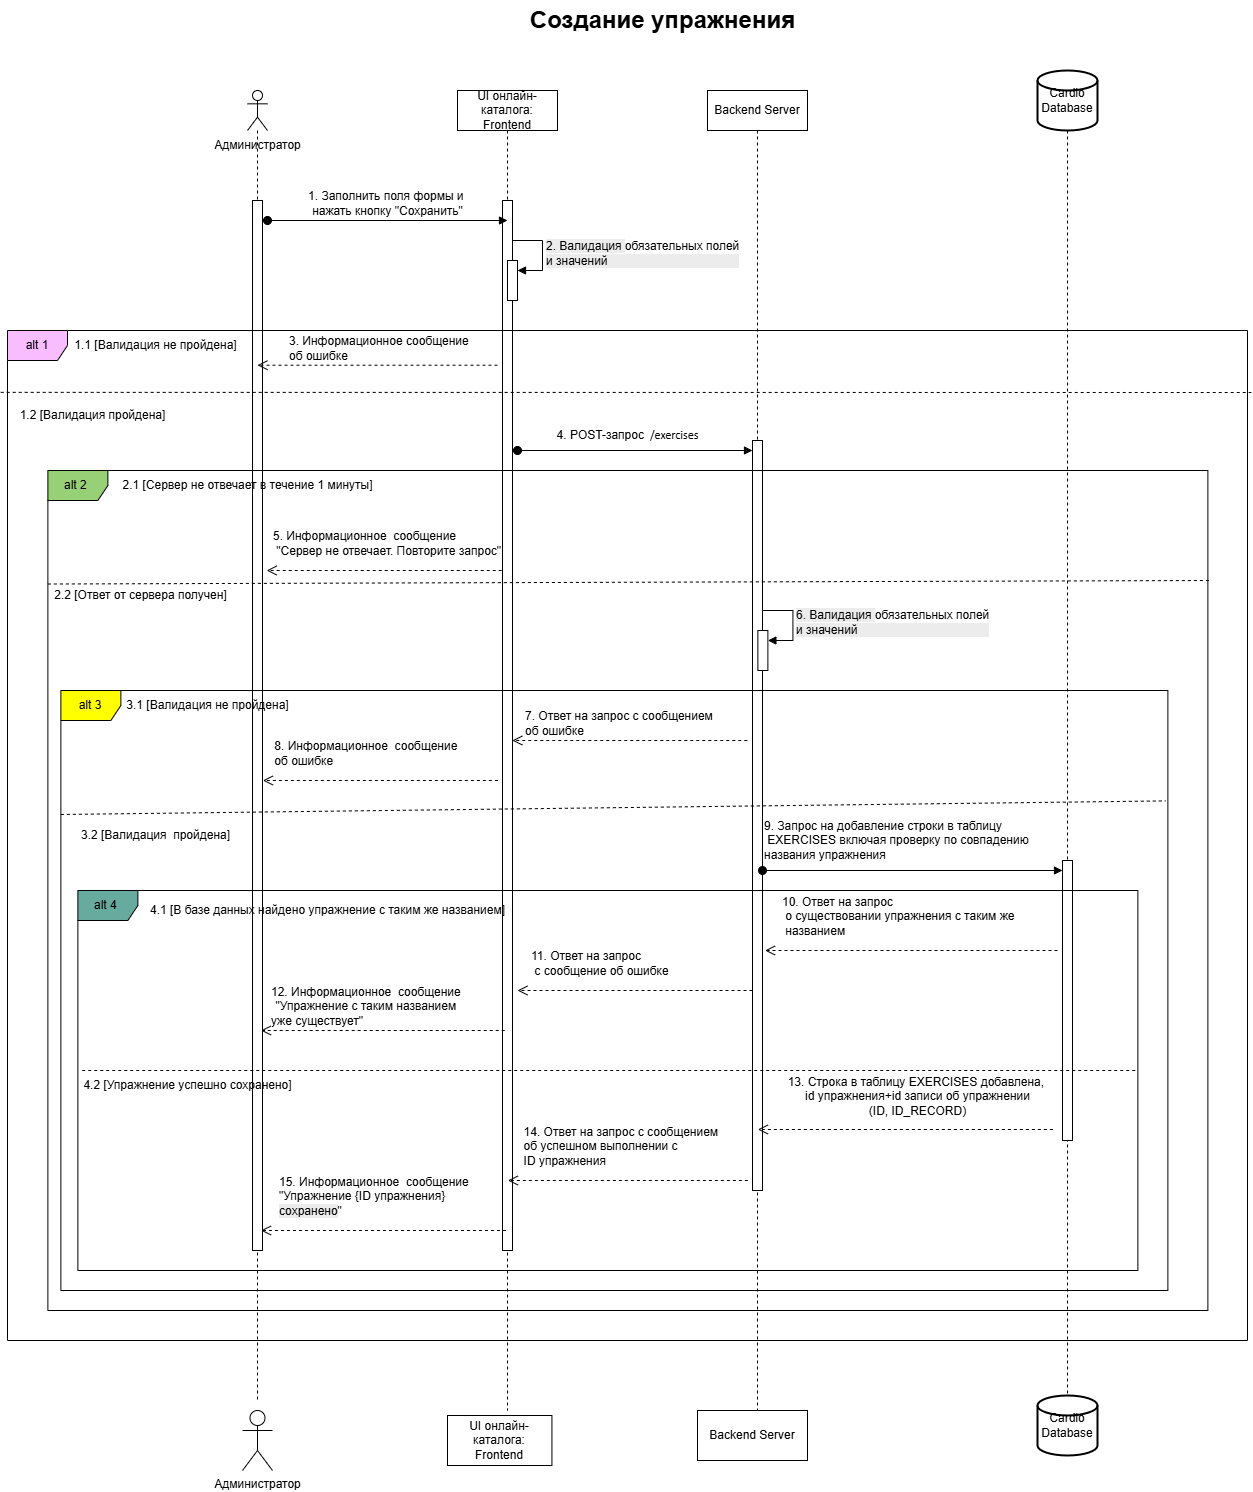 Создание упражнения
Администратор
UI онлайн-
каталога:
Frontend
Backend Server
Cardio
Database
1. Заполнить поля формы и
нажать кнопку "Сохранить"
2. Валидация обязательных полей
и значений
alt 1
1.1 [Валидация не пройдена]
3. Информационное сообщение
об ошибке
1.2 [Валидация пройдена]
4. POST-запрос /exercises
alt 2
2.1 [Сервер не отвечает в течение 1 минуты]
5. Информационное сообщение
"Сервер не отвечает. Повторите запрос"
2.2 [Ответ от сервера получен]
6. Валидация обязательных полей
и значений
alt 3
3.1 [Валидация не пройдена]
7. Ответ на запрос с сообщением
об ошибке
8. Информационное сообщение
об ошибке
3.2 [Валидация пройдена]
9. Запрос на добавление строки в таблицу
EXERCISES включая проверку по совпадению
названия упражнения
alt 4
4.1 [В базе данных найдено упражнение с таким же названием]
10. Ответ на запрос
о существовании упражнения с таким же
названием
11. Ответ на запрос
с сообщение об ошибке
12. Информационное сообщение
"Упражнение с таким названием
уже существует"
4.2 [Упражнение успешно сохранено]
13. Строка в таблицу EXERCISES добавлена,
id упражнения+id записи об упражнении
(ID, ID_RECORD)
14. Ответ на запрос с сообщением
об успешном выполнении с
ID упражнения
15. Информационное сообщение
"Упражнение {ID упражнения}
сохранено"
Администратор
UI онлайн-
каталога:
Frontend
Backend Server
Cardio
Database